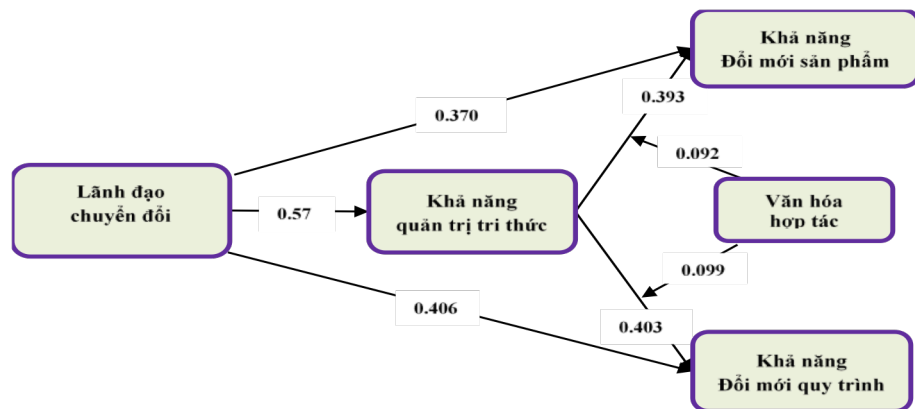 Khả năng
Đổi mới sản phẩm
0.393
0.370
0.092
Lãnh đạo
chuyển đổi
0.57
Khả năng
quản trị tri thức
Văn hóa
hợp tác
0.099
0.406
0.403
Khả năng
Đổi mới quy trình